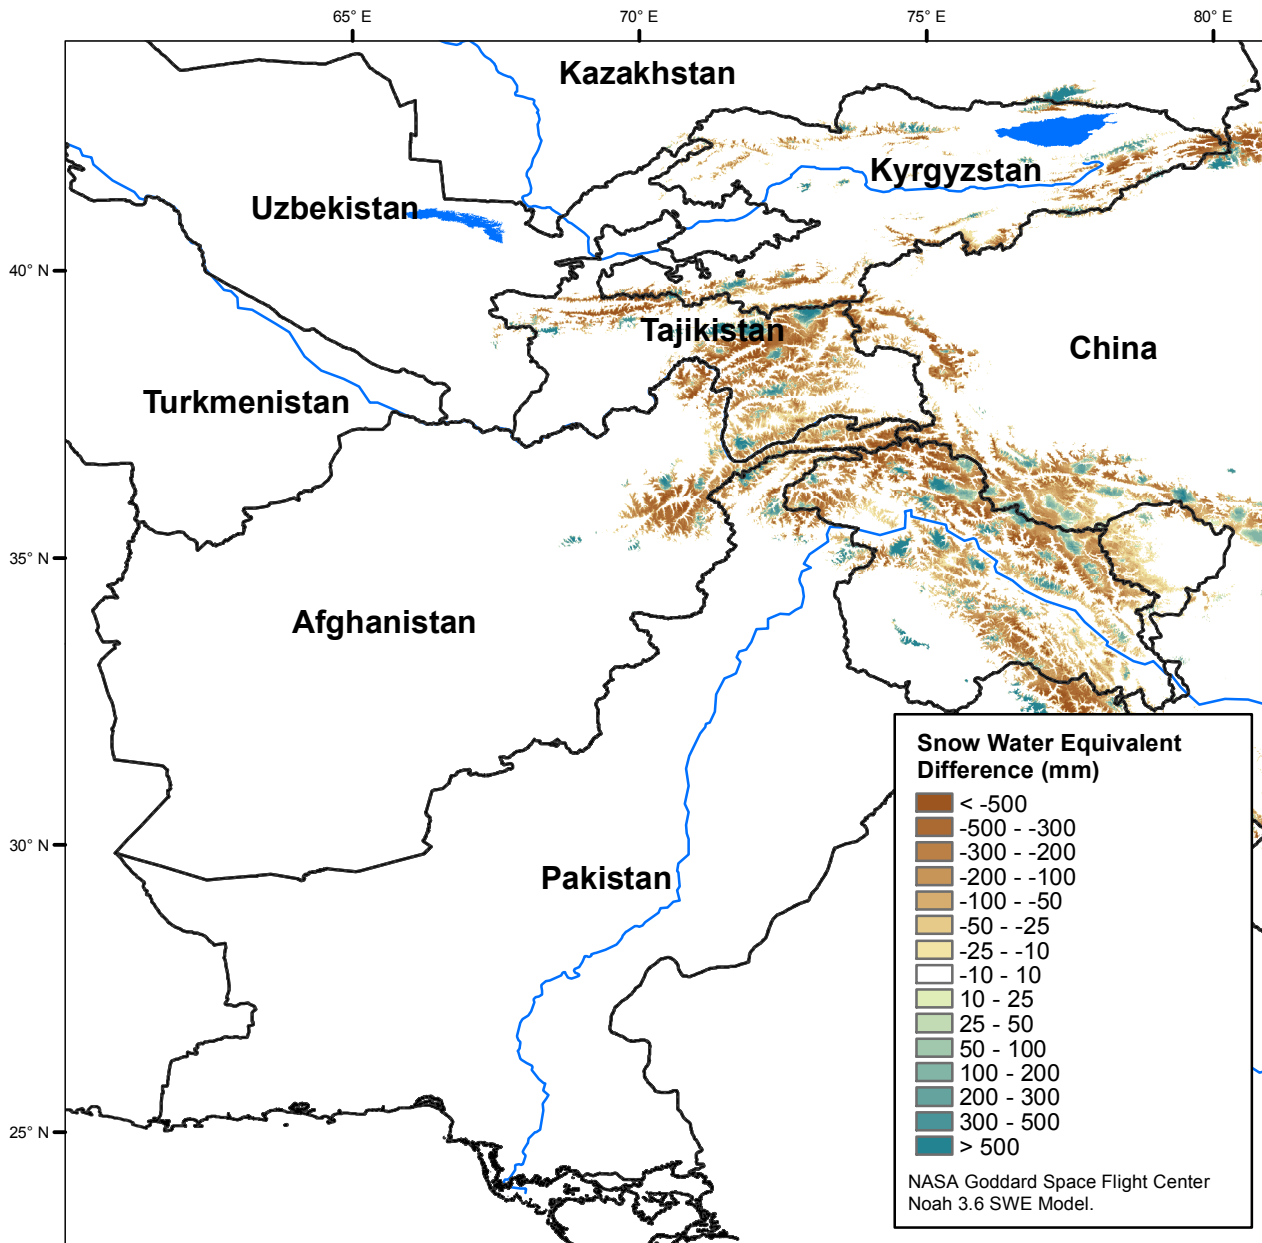 65° E
70° E
75° E
80° E
Kazakhstan
Kyrgyzstan
Uzbekistan
40° N
Tajikistan
China
Turkmenistan
35° N
Afghanistan
30° N
Pakistan
25° N
Snow Water Equivalent
Difference (mm)
< -500
-500 - -300
-300 - -200
-200 - -100
-100 - -50
-50 - -25
-25 - -10
-10 - 10
10 - 25
25 - 50
50 - 100
100 - 200
200 - 300
300 - 500
> 500
NASA Goddard Space Flight Center
Noah 3.6 SWE Model.